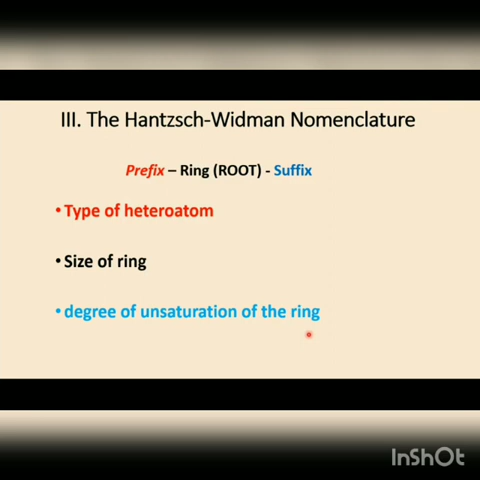 III. The Hantzsch-Widman Nomenclature
Prefix – Ring (ROOT) - Suffix
• Type of heteroatom
• Size of ring
• degree of unsaturation of the ring
InShOt